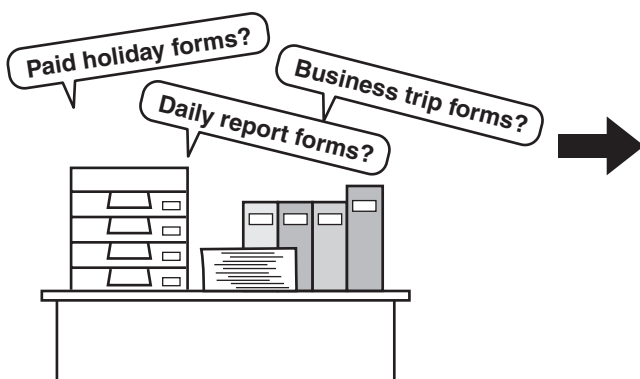 Paid holiday forms?
Business trip forms?
Daily report forms?